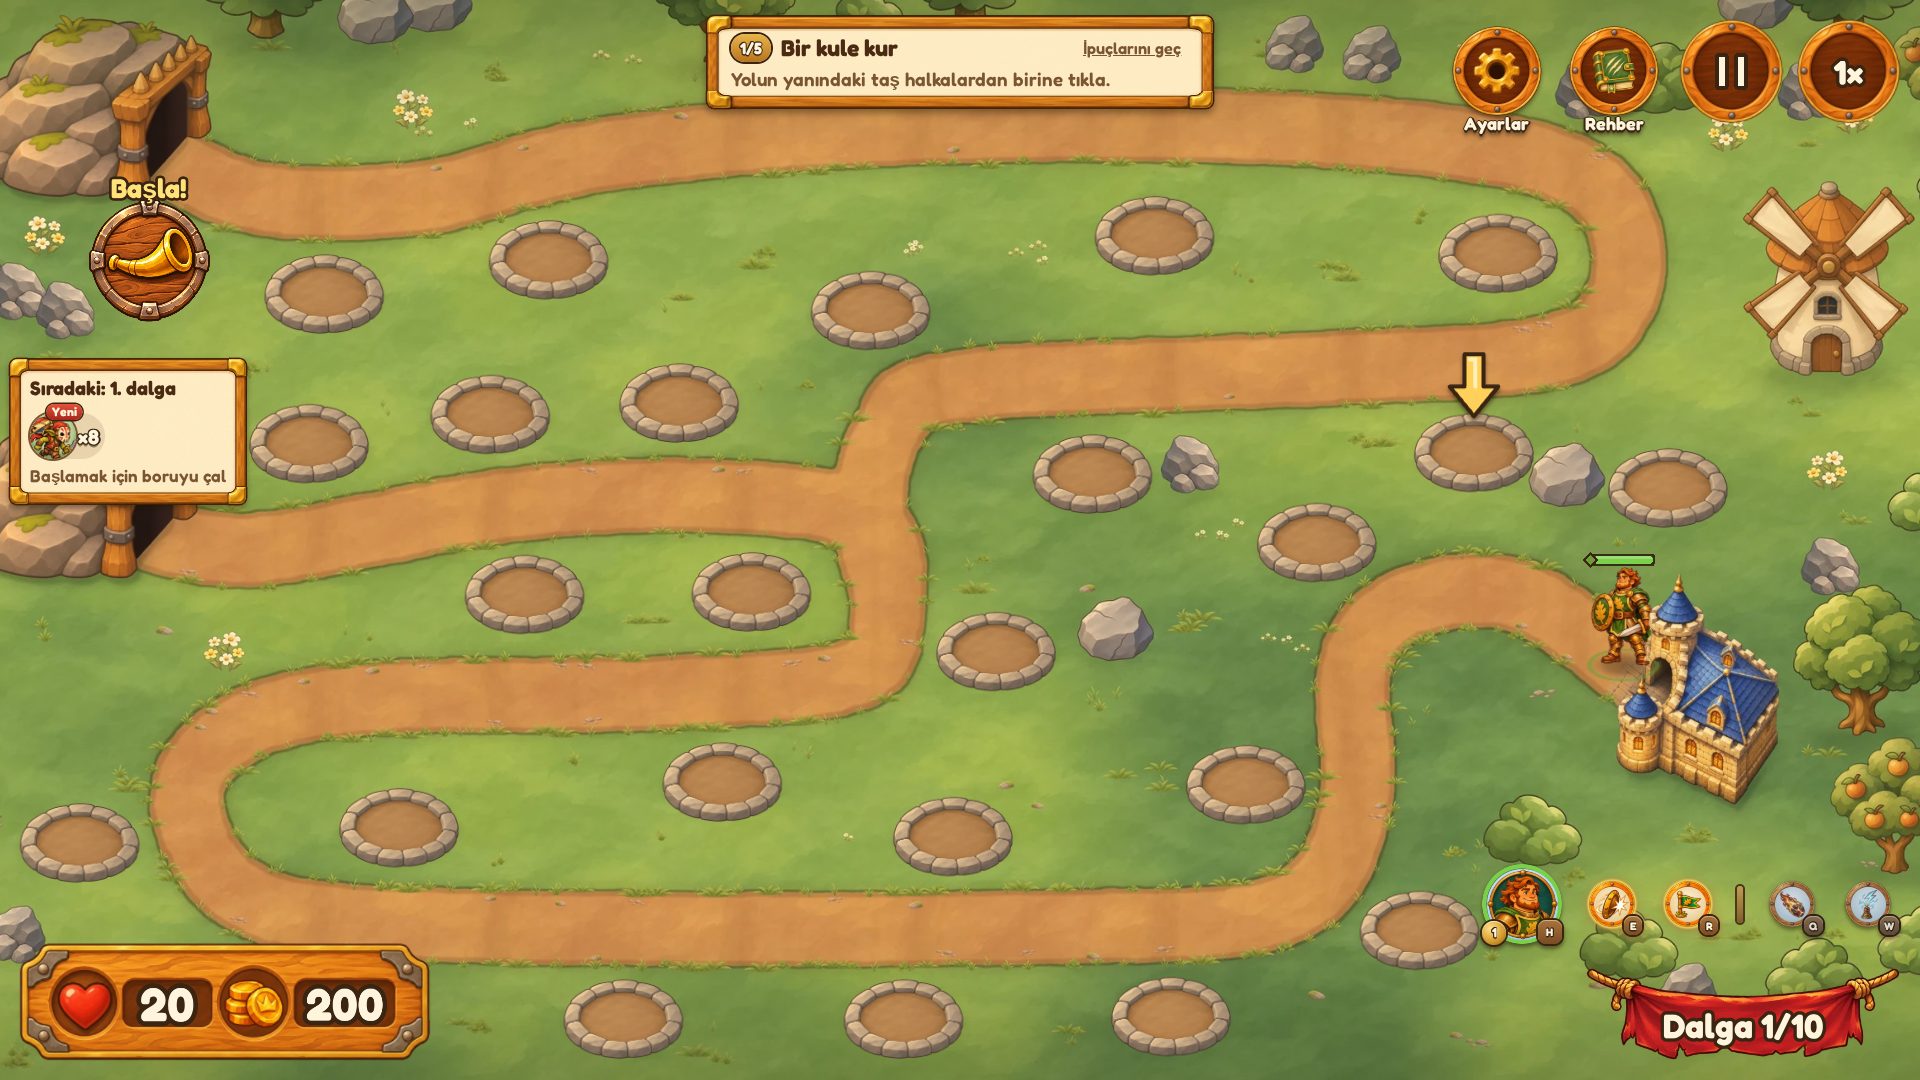 1/5 Bir kule kur İpuçlarını geç
Yolun yanındaki taş halkalardan birine tıkla.
1x
Ayarlar
Rehber
Başla!
Sıradaki: 1. dalga
Yeni
x8
Başlamak için boruyu çal
1 H E R Q W
20 200
Dalga 1/10